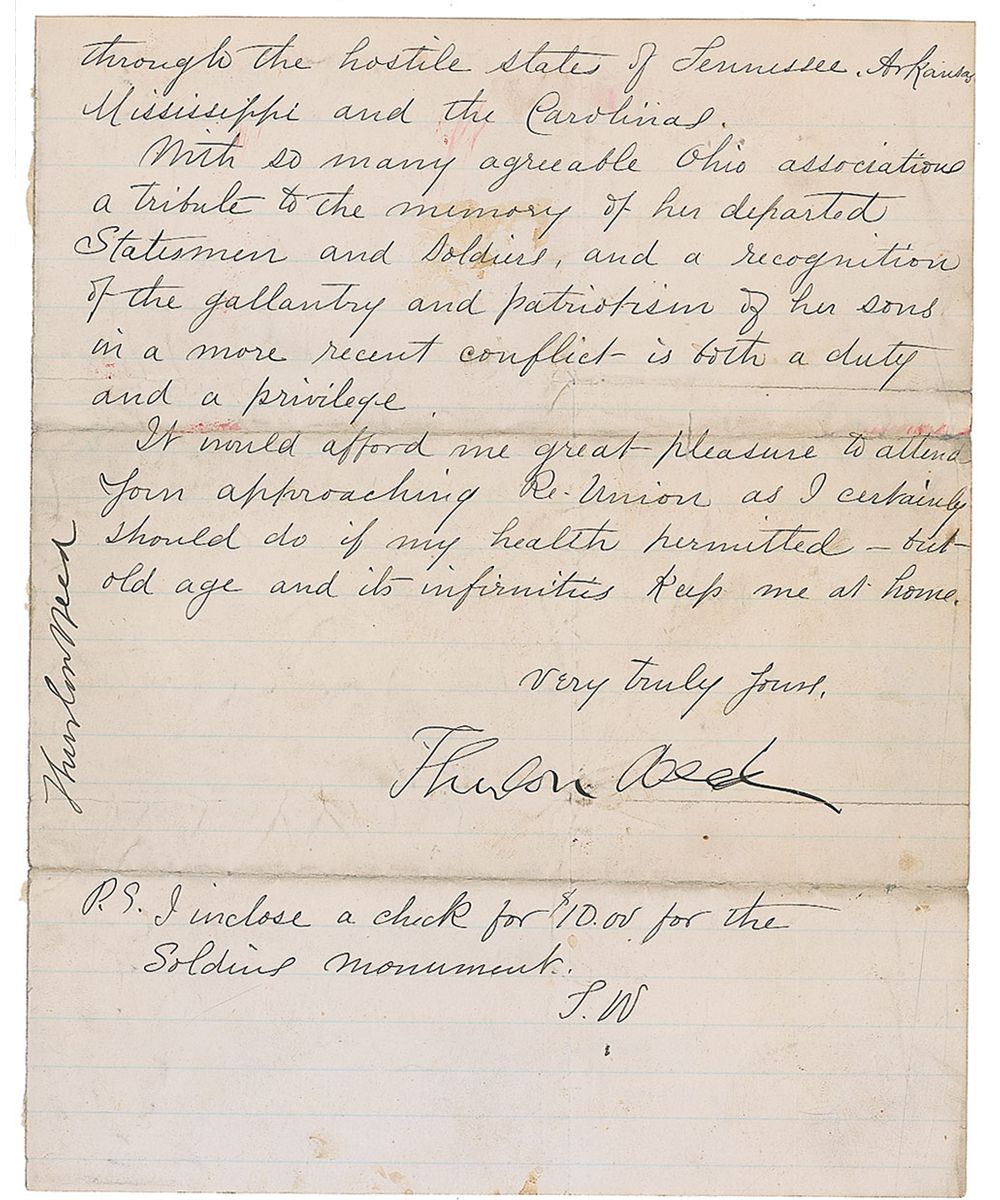 through the hostile states of Tennessee, Arkansas
Mississippi and the Carolinas.
With so many agreeable Ohio associations
a tribute to the memory of her departed
Statesmen and Soldiers, and a recognition
of the gallantry and patriotism of her sons
in a more recent conflict - is both a duty
and a privilege
It would afford me great pleasure to attend
Your approaching Re-Union as I certainly
should do if my health permitted - but
old age and its infirmities keep me at home.
Very truly Yours,
Thurlow Weed
Thurlow Weed
P.S. I inclose a check for $10.00 for the
Soldiers monument.
T. W